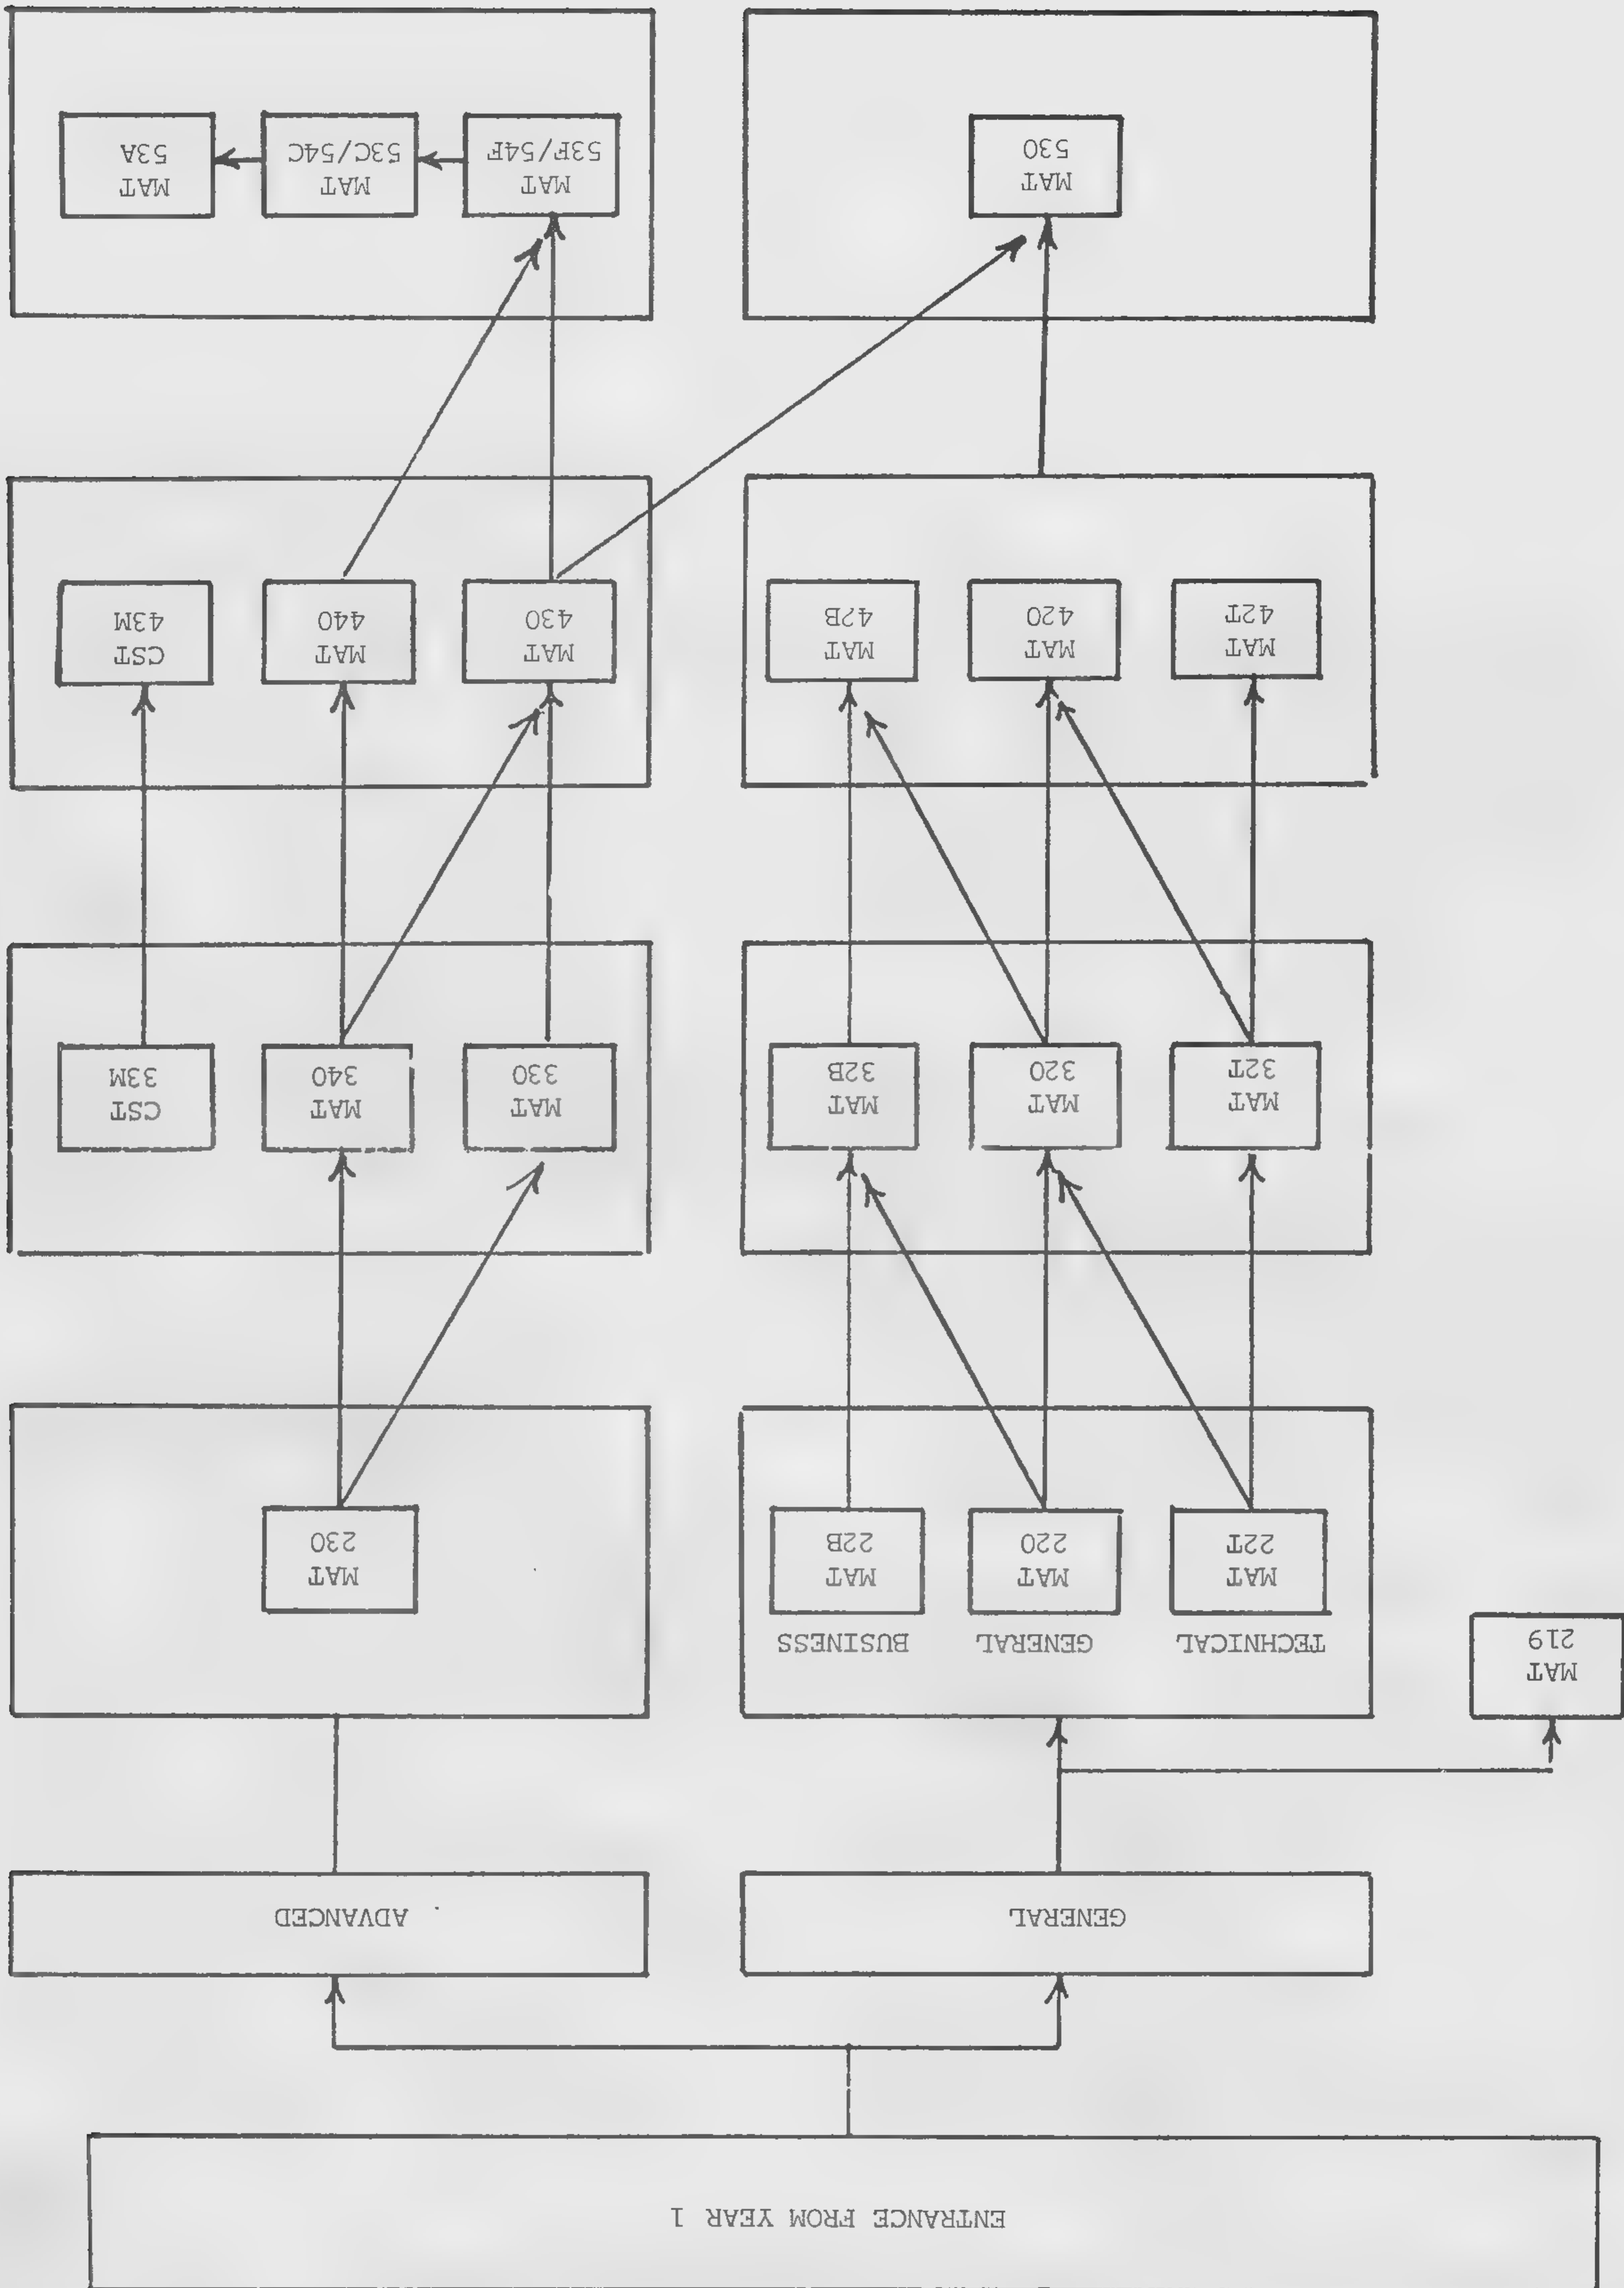 ENTRANCE FROM YEAR 1
GENERAL
ADVANCED
MAT
219
TECHNICAL
GENERAL
BUSINESS
MAT
22T
MAT
220
MAT
22B
MAT
230
MAT
32T
MAT
320
MAT
32B
MAT
330
MAT
340
CST
33M
MAT
42T
MAT
420
MAT
42B
MAT
430
MAT
440
CST
43M
MAT
530
MAT
53F/54F
MAT
53C/54C
MAT
53A